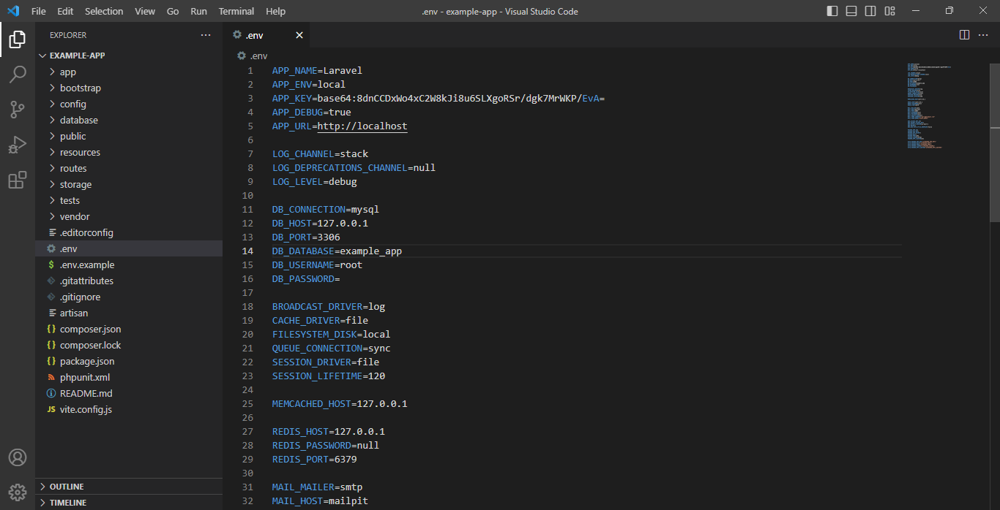 File Edit Selection View Go Run Terminal Help .env - example-app - Visual Studio Code
EXPLORER
EXAMPLE-APP
app
bootstrap
config
database
public
resources
routes
storage
tests
vendor
.editorconfig
.env
.env.example
.gitattributes
.gitignore
artisan
composer.json
composer.lock
package.json
phpunit.xml
README.md
vite.config.js
OUTLINE
TIMELINE
.env
.env
1 APP_NAME=Laravel
2 APP_ENV=local
3 APP_KEY=base64:8dnCCDxWo4xC2W8kJi8u6SLXgoRSr/dgk7MrWKP/EvA=
4 APP_DEBUG=true
5 APP_URL=http://localhost
6
7 LOG_CHANNEL=stack
8 LOG_DEPRECATIONS_CHANNEL=null
9 LOG_LEVEL=debug
10
11 DB_CONNECTION=mysql
12 DB_HOST=127.0.0.1
13 DB_PORT=3306
14 DB_DATABASE=example_app
15 DB_USERNAME=root
16 DB_PASSWORD=
17
18 BROADCAST_DRIVER=log
19 CACHE_DRIVER=file
20 FILESYSTEM_DISK=local
21 QUEUE_CONNECTION=sync
22 SESSION_DRIVER=file
23 SESSION_LIFETIME=120
24
25 MEMCACHED_HOST=127.0.0.1
26
27 REDIS_HOST=127.0.0.1
28 REDIS_PASSWORD=null
29 REDIS_PORT=6379
30
31 MAIL_MAILER=smtp
32 MAIL_HOST=mailpit